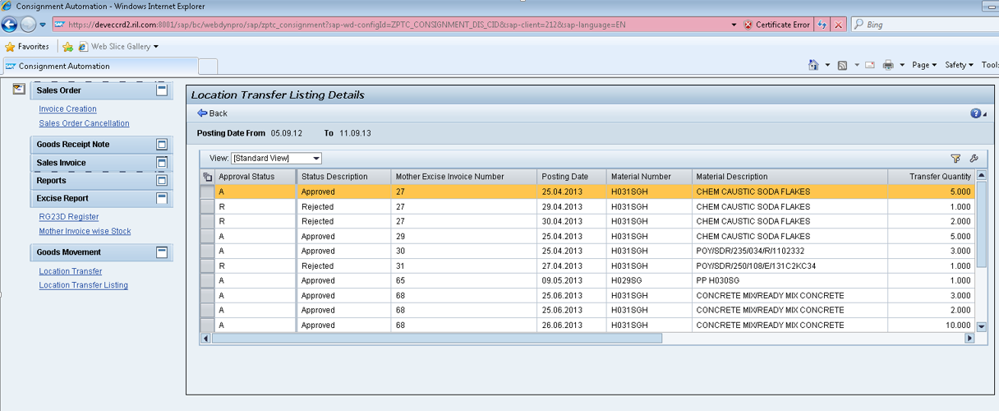 Consignment Automation - Windows Internet Explorer
https://deveccrd2.ril.com:8001/sap/bc/webdynpro/sap/zptc_consignment?sap-wd-configId=ZPTC_CONSIGNMENT_DIS_CID&sap-client=212&sap-language=EN Certificate Error Bing
Favorites Web Slice Gallery
Consignment Automation Page Safety Tools
Sales Order
Invoice Creation
Sales Order Cancellation
Goods Receipt Note
Sales Invoice
Reports
Excise Report
RG23D Register
Mother Invoice wise Stock
Goods Movement
Location Transfer
Location Transfer Listing
Location Transfer Listing Details
Back
Posting Date From 05.09.12 To 11.09.13
View: [Standard View]
Approval Status Status Description Mother Excise Invoice Number Posting Date Material Number Material Description Transfer Quantity
A Approved 27 25.04.2013 H031SGH CHEM CAUSTIC SODA FLAKES 5.000
R Rejected 27 29.04.2013 H031SGH CHEM CAUSTIC SODA FLAKES 1.000
R Rejected 27 30.04.2013 H031SGH CHEM CAUSTIC SODA FLAKES 2.000
A Approved 29 25.04.2013 H031SGH CHEM CAUSTIC SODA FLAKES 5.000
A Approved 30 25.04.2013 H031SGH POY/SDR/235/034/R/1102332 3.000
R Rejected 31 27.04.2013 H031SGH POY/SDR/250/108/E/131C2KC34 1.000
A Approved 65 09.05.2013 H029SG PP H030SG 1.000
A Approved 68 25.06.2013 H031SGH CONCRETE MIX/READY MIX CONCRETE 3.000
A Approved 68 25.06.2013 H031SGH CONCRETE MIX/READY MIX CONCRETE 2.000
A Approved 68 26.06.2013 H031SGH CONCRETE MIX/READY MIX CONCRETE 10.000